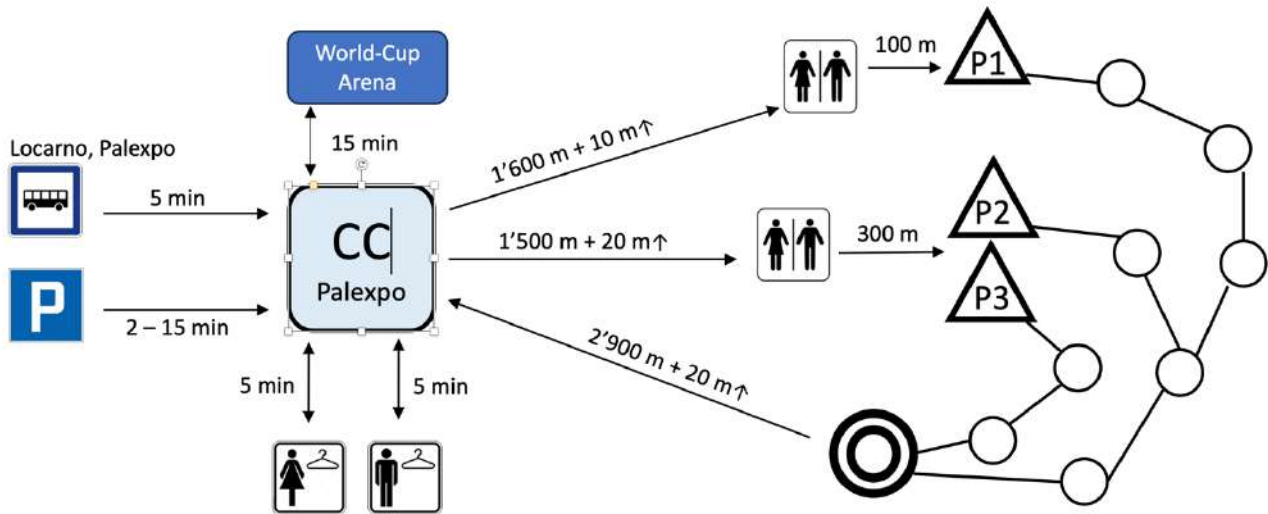 World-Cup
Arena
100 m
P1
15 min
Locarno, Palexpo
1'600 m + 10 m↑
5 min
CC
Palexpo
1'500 m + 20 m↑
300 m
P2
P3
P
2 – 15 min
2'900 m + 20 m↑
5 min
5 min